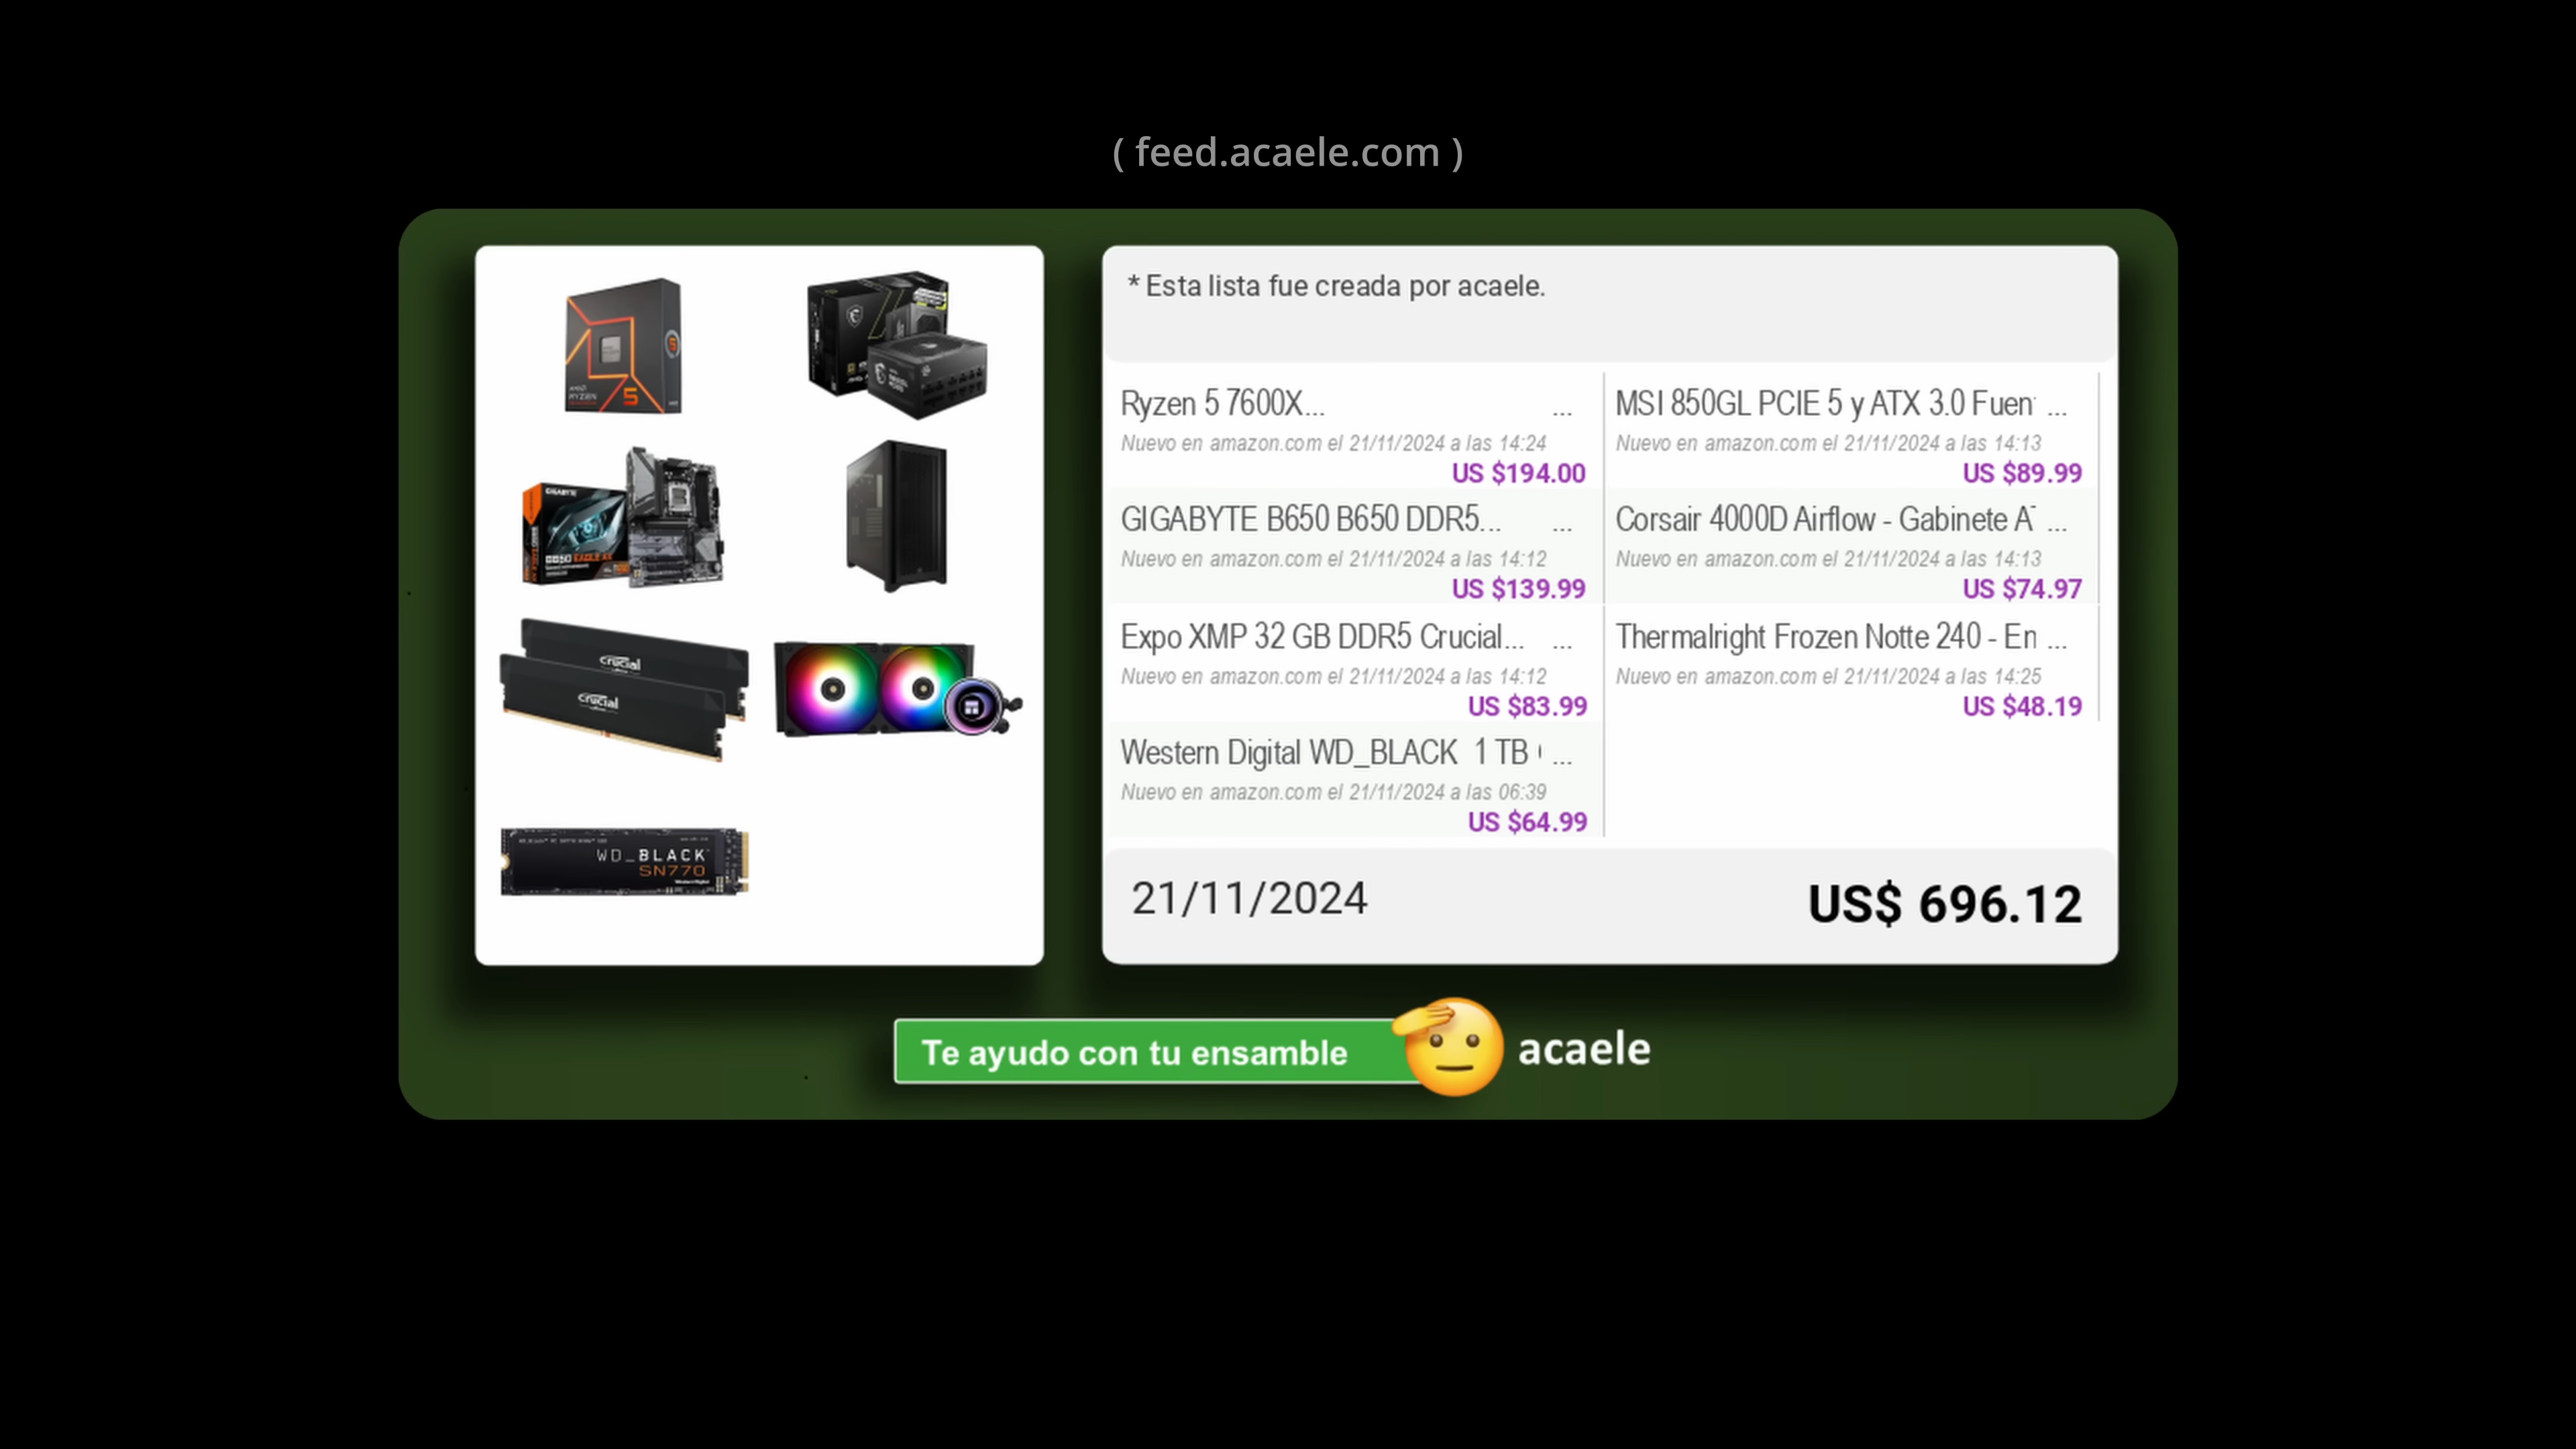 ( feed.acaele.com )
* Esta lista fue creada por acaele.
Ryzen 5 7600X... ...
Nuevo en amazon.com el 21/11/2024 a las 14:24
US $194.00
MSI 850GL PCIE 5 y ATX 3.0 Fuen ...
Nuevo en amazon.com el 21/11/2024 a las 14:13
US $89.99
GIGABYTE B650 B650 DDR5... ...
Nuevo en amazon.com el 21/11/2024 a las 14:12
US $139.99
Corsair 4000D Airflow - Gabinete A ...
Nuevo en amazon.com el 21/11/2024 a las 14:13
US $74.97
Expo XMP 32 GB DDR5 Crucial... ...
Nuevo en amazon.com el 21/11/2024 a las 14:12
US $83.99
Thermalright Frozen Notte 240 - En ...
Nuevo en amazon.com el 21/11/2024 a las 14:25
US $48.19
Western Digital WD_BLACK 1 TB ...
Nuevo en amazon.com el 21/11/2024 a las 06:39
US $64.99
21/11/2024
US$ 696.12
AMD
RYZEN
5
GIGABYTE
crucial
crucial
WD_BLACK
SN770
Te ayudo con tu ensamble
acaele